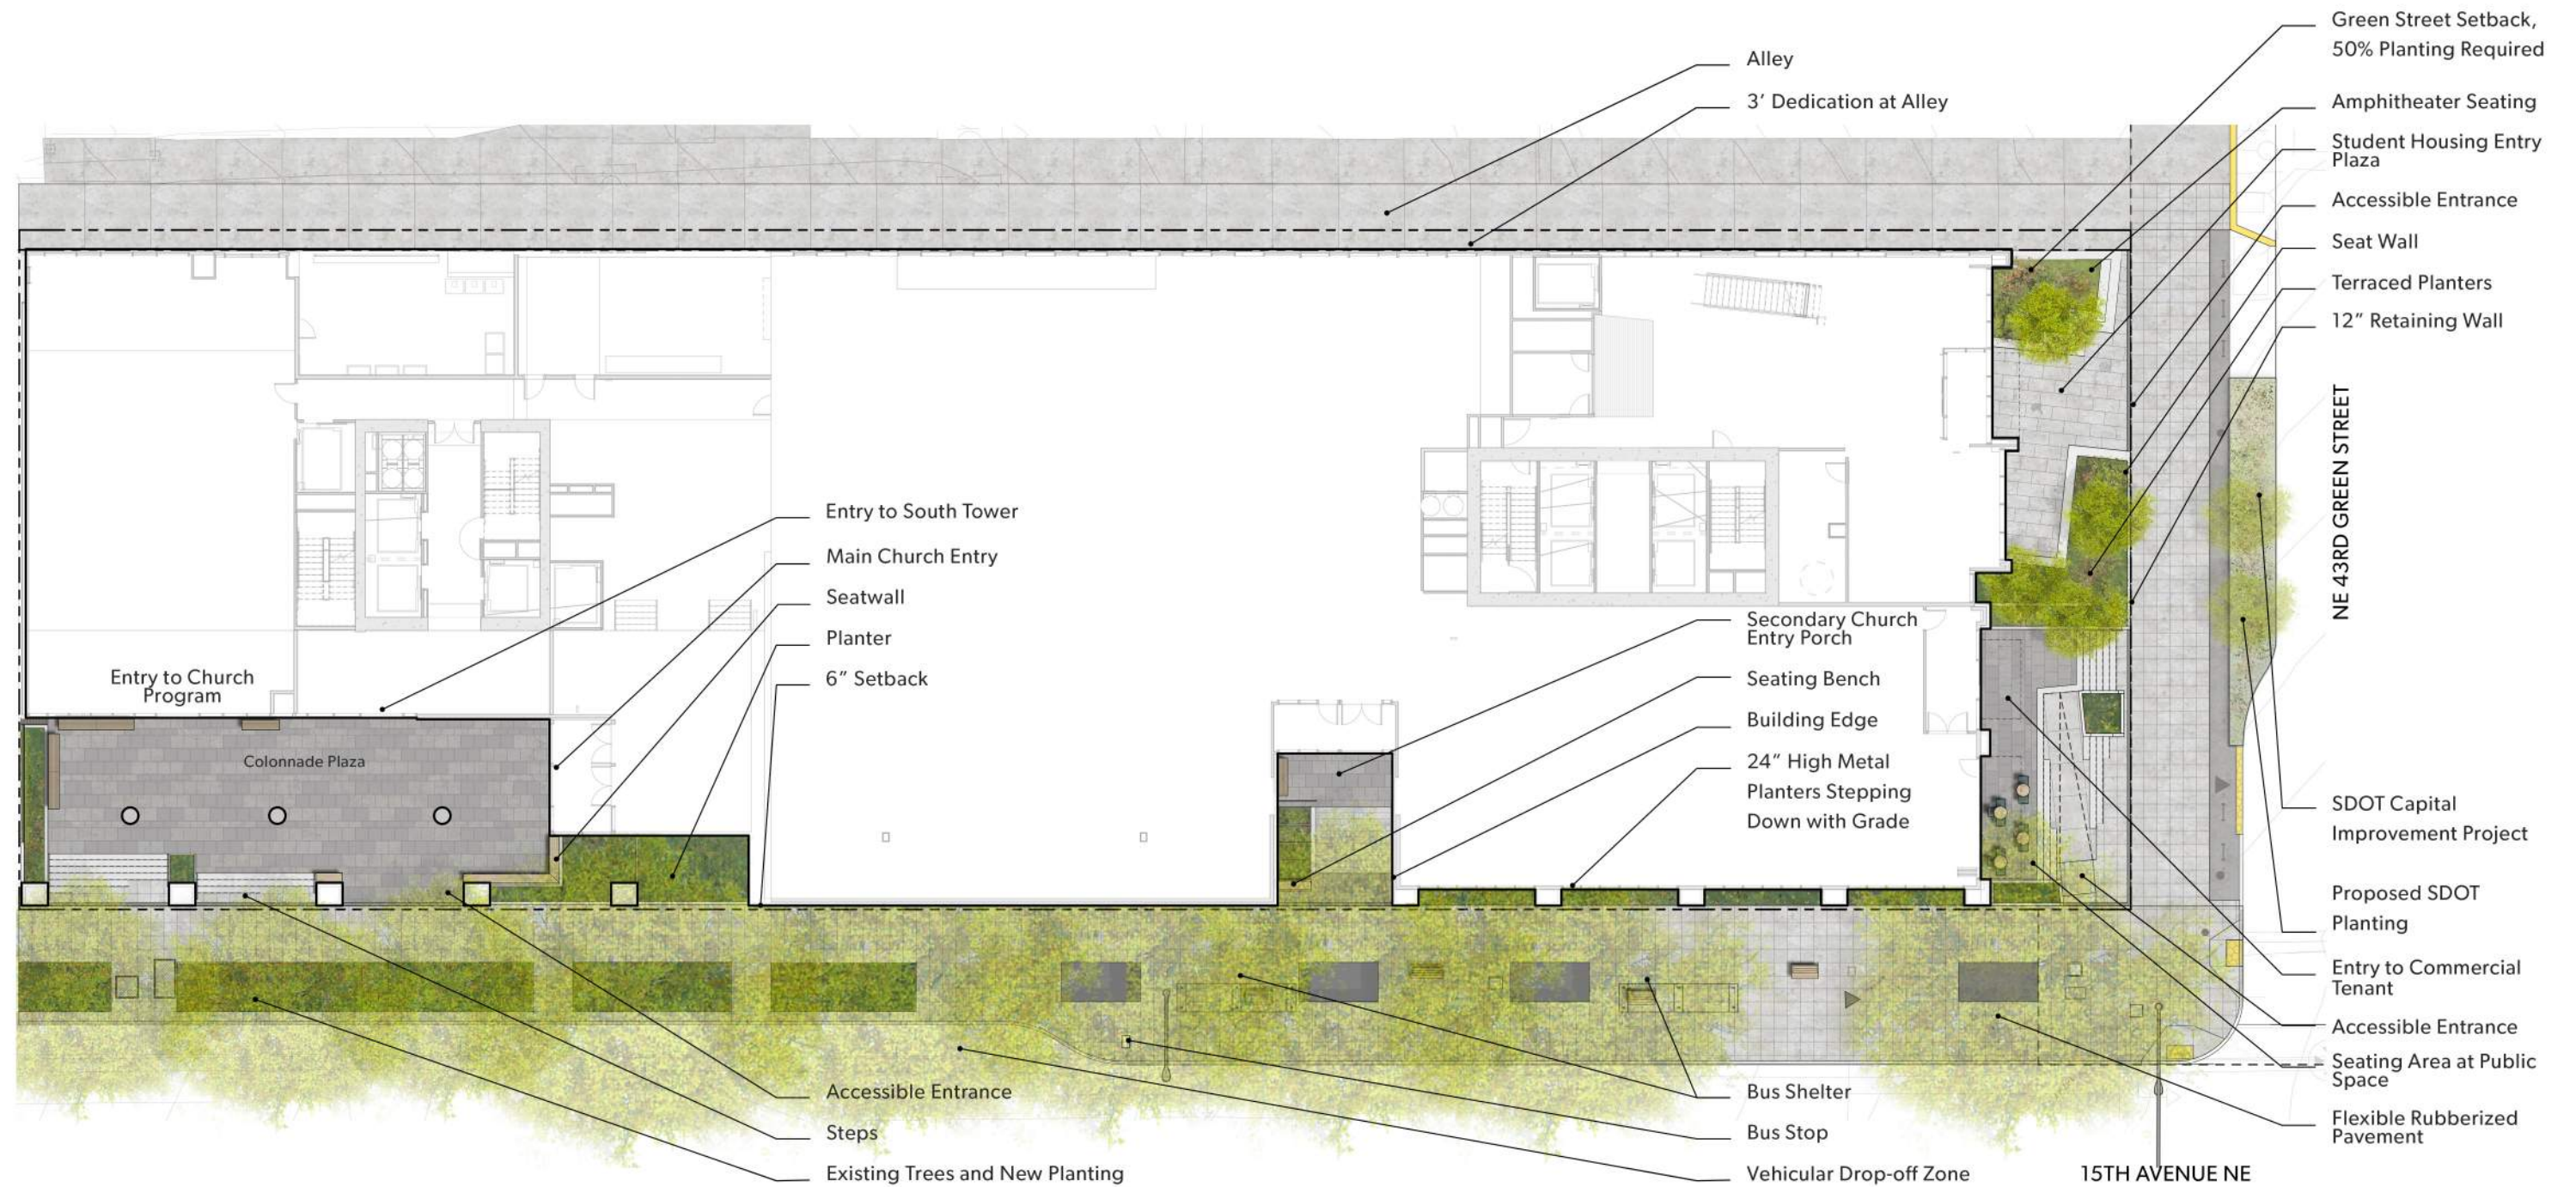 Green Street Setback,
50% Planting Required
Alley
3’ Dedication at Alley
Amphitheater Seating
Student Housing Entry
Plaza
Accessible Entrance
Seat Wall
Terraced Planters
12” Retaining Wall
NE 43RD GREEN STREET
Entry to South Tower
Main Church Entry
Seatwall
Planter
6” Setback
Entry to Church
Program
Colonnade Plaza
Secondary Church
Entry Porch
Seating Bench
Building Edge
24” High Metal
Planters Stepping
Down with Grade
SDOT Capital
Improvement Project
Proposed SDOT
Planting
Entry to Commercial
Tenant
Accessible Entrance
Seating Area at Public
Space
Flexible Rubberized
Pavement
Accessible Entrance
Steps
Existing Trees and New Planting
Bus Shelter
Bus Stop
Vehicular Drop-off Zone
15TH AVENUE NE